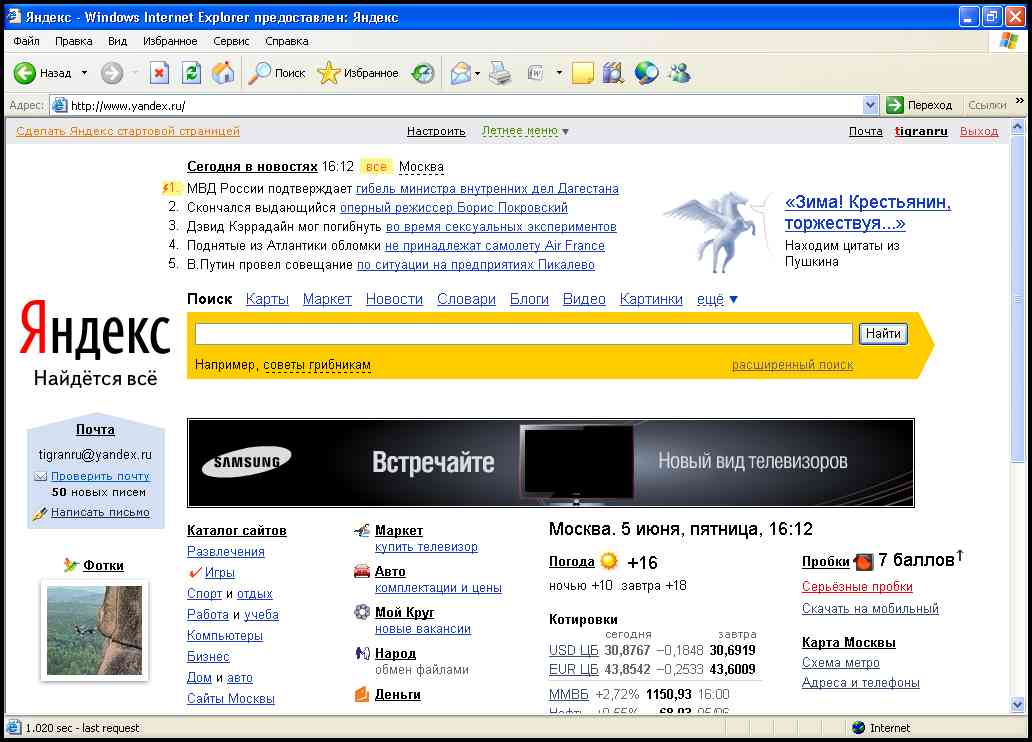 Яндекс - Windows Internet Explorer предоставлен: Яндекс
Файл Правка Вид Избранное Сервис Справка
Назад Поиск Избранное
Адрес: http://www.yandex.ru/ Переход Ссылки »
Сделать Яндекс стартовой страницей Настроить Летнее меню ▼ Почта tigranru Выход
Сегодня в новостях 16:12 все Москва
1. МВД России подтверждает гибель министра внутренних дел Дагестана
2. Скончался выдающийся оперный режиссер Борис Покровский
3. Дэвид Кэррадайн мог погибнуть во время сексуальных экспериментов
4. Поднятые из Атлантики обломки не принадлежат самолету Air France
5. В.Путин провел совещание по ситуации на предприятиях Пикалево
«Зима! Крестьянин,
торжествуя...»
Находим цитаты из
Пушкина
Поиск Карты Маркет Новости Словари Блоги Видео Картинки ещё ▼
Яндекс
Найдётся всё
Найти
Например, советы грибникам расширенный поиск
Почта
tigranru@yandex.ru
Проверить почту
50 новых писем
Написать письмо
Фотки
SAMSUNG Встречайте Новый вид телевизоров
Каталог сайтов
Развлечения
Игры
Спорт и отдых
Работа и учеба
Компьютеры
Бизнес
Дом и авто
Сайты Москвы
Маркет
купить телевизор
Авто
комплектации и цены
Мой Круг
новые вакансии
Народ
обмен файлами
Деньги
Москва. 5 июня, пятница, 16:12
Погода +16
ночью +10 завтра +18
Котировки
сегодня завтра
USD ЦБ 30,8767 −0,1848 30,6919
EUR ЦБ 43,8542 −0,2533 43,6009
ММВБ +2,72% 1150,93 16:00
Нефть +0,55% 68,93 05/06
Пробки 7 баллов↑
Серьёзные пробки
Скачать на мобильный
Карта Москвы
Схема метро
Адреса и телефоны
1.020 sec - last request Internet